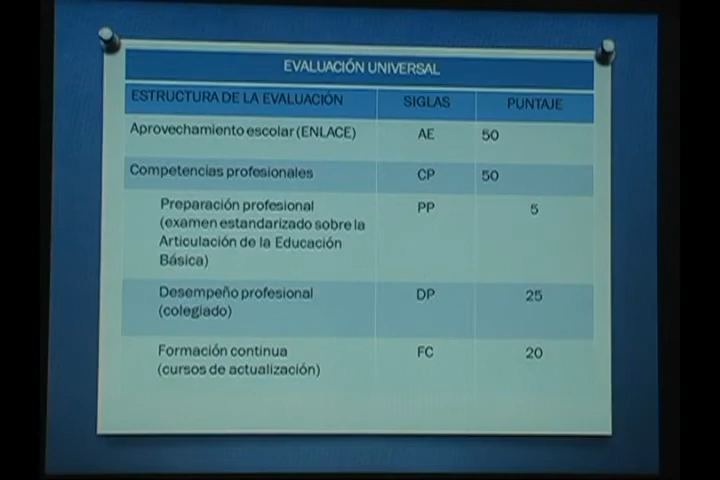 EVALUACIÓN UNIVERSAL
ESTRUCTURA DE LA EVALUACIÓN SIGLAS PUNTAJE
Aprovechamiento escolar (ENLACE) AE 50
Competencias profesionales CP 50
Preparación profesional PP 5
(examen estandarizado sobre la
Articulación de la Educación
Básica)
Desempeño profesional DP 25
(colegiado)
Formación continua FC 20
(cursos de actualización)